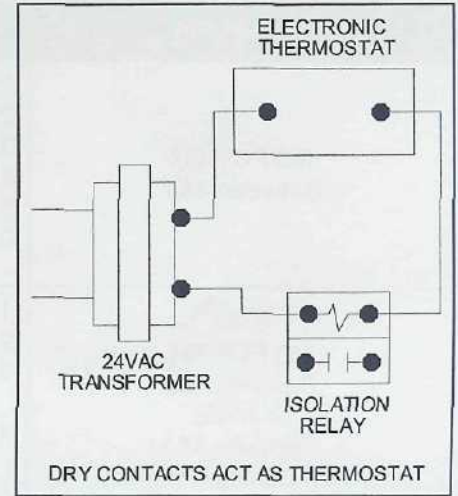 ELECTRONIC
THERMOSTAT
24VAC
TRANSFORMER
ISOLATION
RELAY
DRY CONTACTS ACT AS THERMOSTAT